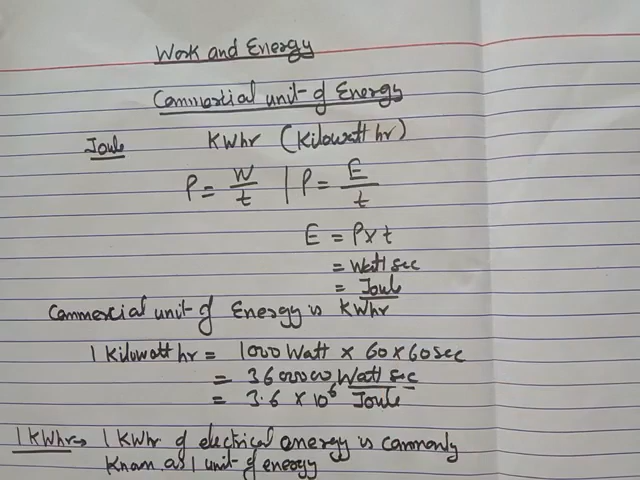 Work and Energy
Commercial unit of Energy
Joule KWhr (Kilowatt hr)
P = W/t | P = E/t
E = P×t
= Watt sec
= Joule
Commercial unit of Energy is KWhr
1 Kilowatt hr = 1000 Watt × 60×60 sec
= 3600000 Watt sec
= 3.6 × 10⁶ Joule
1 KWhr → 1 KWhr of electrical energy is commonly
Known as 1 unit of energy